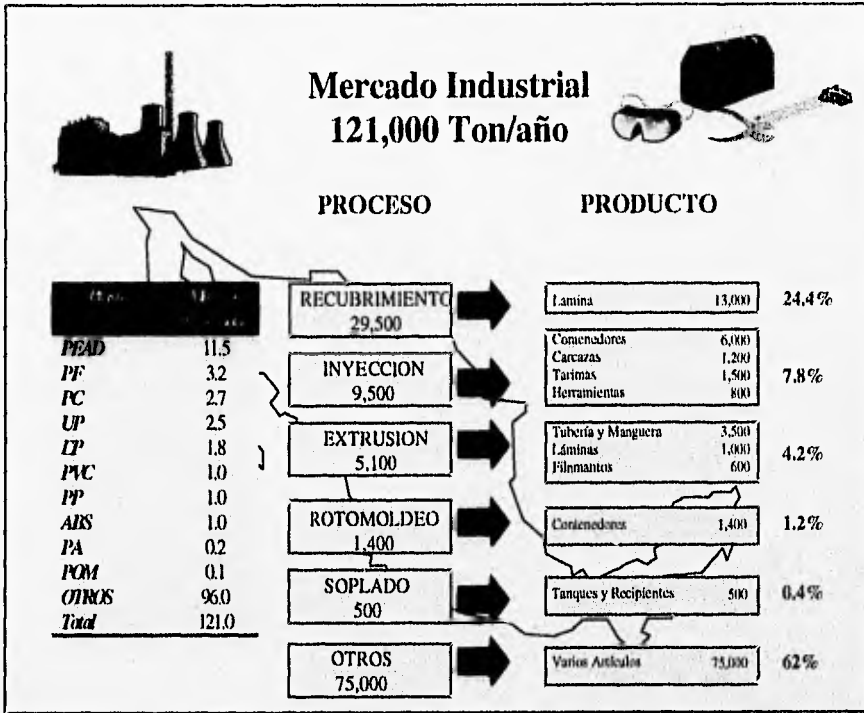 Mercado Industrial
121,000 Ton/año
PROCESO
PRODUCTO
PEAD 11.5
PF 3.2
PC 2.7
UP 2.5
EP 1.8
PVC 1.0
PP 1.0
ABS 1.0
PA 0.2
POM 0.1
OTROS 96.0
Total 121.0
RECUBRIMIENTO
29,500
INYECCION
9,500
EXTRUSION
5,100
ROTOMOLDEO
1,400
SOPLADO
500
OTROS
75,000
Lamina 13,000 24,4%
Contenedores 6,000
Carcazas 1,200
Tarimas 1,500
Herramientas 800
7.8%
Tubería y Manguera 3,500
Láminas 1,000
Filnmantos 600
4.2%
Contenedores 1,400 1.2%
Tanques y Recipientes 500 0.4%
Varios Artículos 75,000 62%